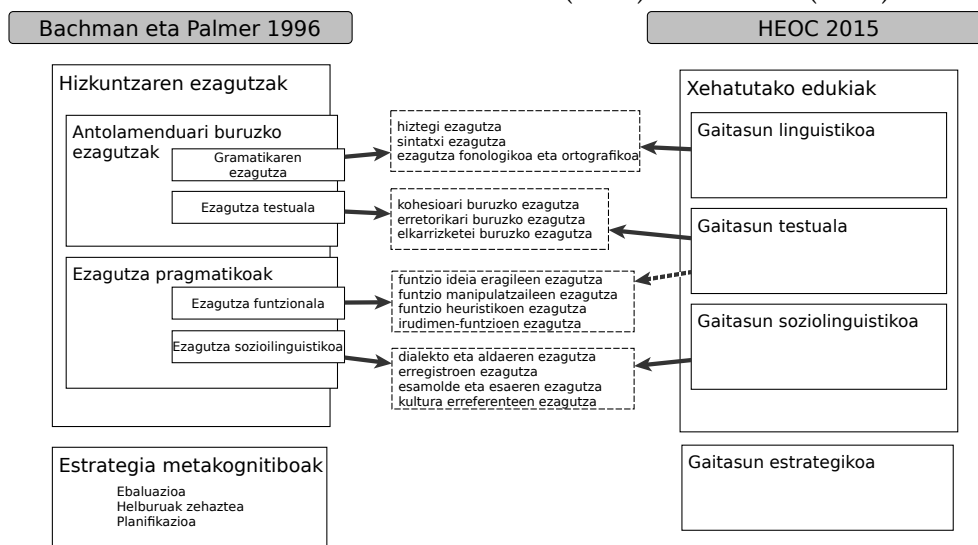 Bachman eta Palmer 1996
HEOC 2015
Hizkuntzaren ezagutzak
Antolamenduari buruzko
ezagutzak
Gramatikaren
ezagutza
Ezagutza testuala
Ezagutza pragmatikoak
Ezagutza funtzionala
Ezagutza sozioilinguistikoa
Estrategia metakognitiboak
Ebaluazioa
Helburuak zehaztea
Planifikazioa
hiztegi ezagutza
sintatxi ezagutza
ezagutza fonologikoa eta ortografikoa
kohesioari buruzko ezagutza
erretorikari buruzko ezagutza
elkarrizketei buruzko ezagutza
funtzio ideia eragileen ezagutza
funtzio manipulatzaileen ezagutza
funtzio heuristikoen ezagutza
irudimen-funtzioen ezagutza
dialekto eta aldaeren ezagutza
erregistroen ezagutza
esamolde eta esaeren ezagutza
kultura erreferenteen ezagutza
Xehatutako edukiak
Gaitasun linguistikoa
Gaitasun testuala
Gaitasun soziolinguistikoa
Gaitasun estrategikoa